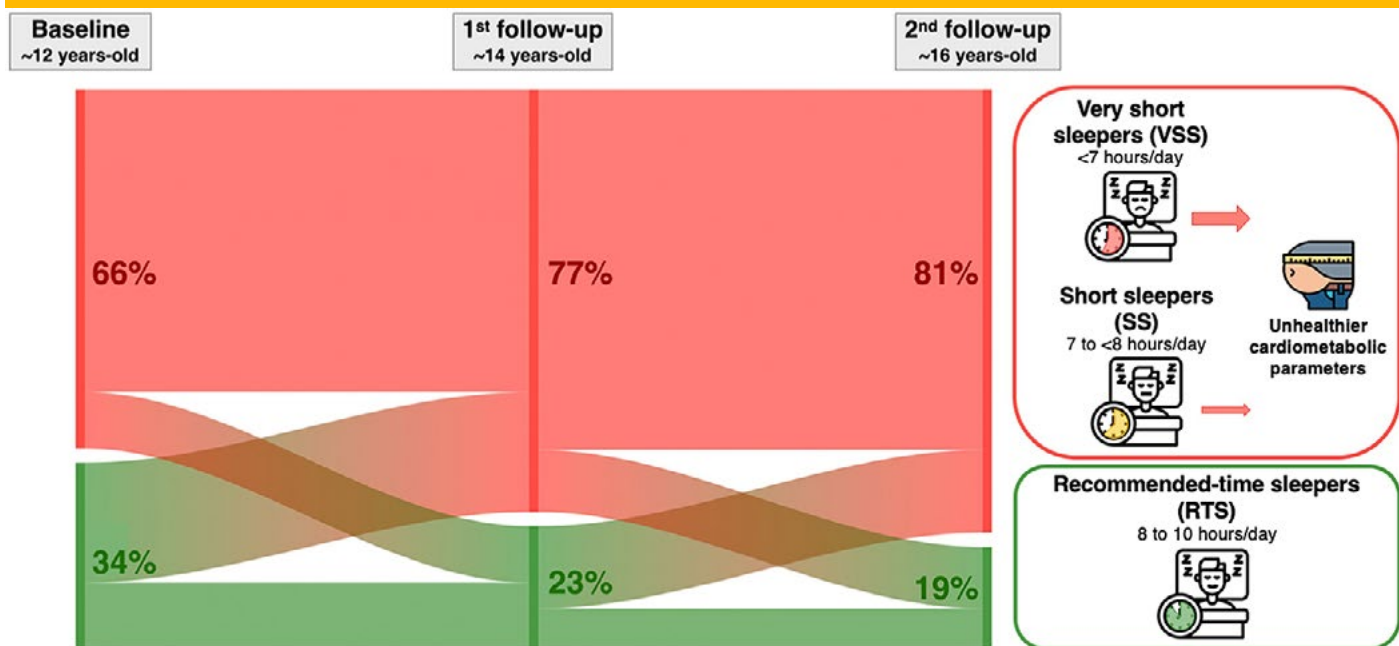 Baseline
~12 years-old
1st follow-up
~14 years-old
2nd follow-up
~16 years-old
66%
77%
81%
34%
23%
19%
Very short
sleepers (VSS)
<7 hours/day
Z
Z
Z
Z
Z
Z
Short sleepers
(SS)
7 to <8 hours/day
Z
Z
Z
Z
Z
Z
Unhealthier
cardiometabolic
parameters
Recommended-time sleepers
(RTS)
8 to 10 hours/day
Z
Z
Z
Z
Z
Z